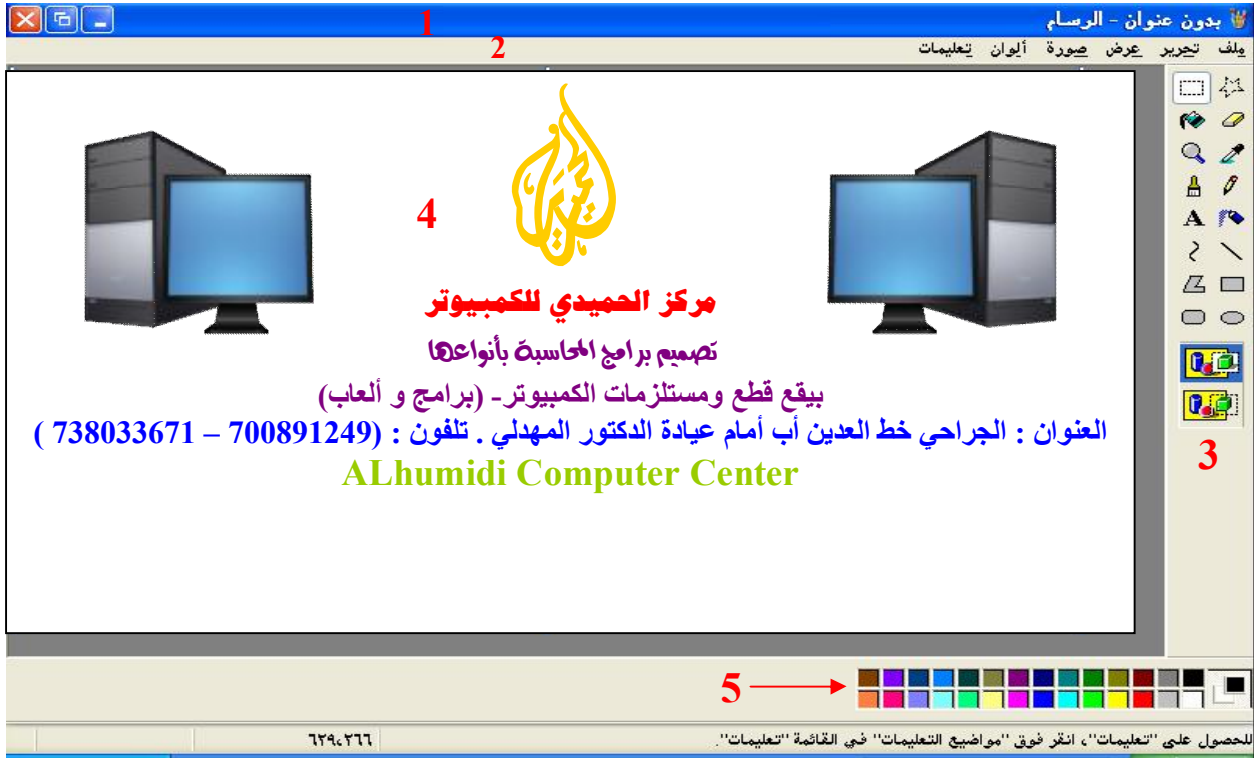 بدون عنوان - الرسام
1
ملف تحرير عرض صورة ألوان تعليمات
2
الحميدي
4
مركز الحميدي للكمبيوتر
تصميم برامج المحاسبة بأنواعها
بيقع قطع ومستلزمات الكمبيوتر- (برامج و ألعاب)
العنوان : الجراحي خط العدين أب أمام عيادة الدكتور المهدلي . تلفون : (700891249 – 738033671 )
ALhumidi Computer Center
A
3
5
للحصول على "تعليمات"، انقر فوق "مواضيع التعليمات" في القائمة "تعليمات".
٦٢٩،٢٦٦